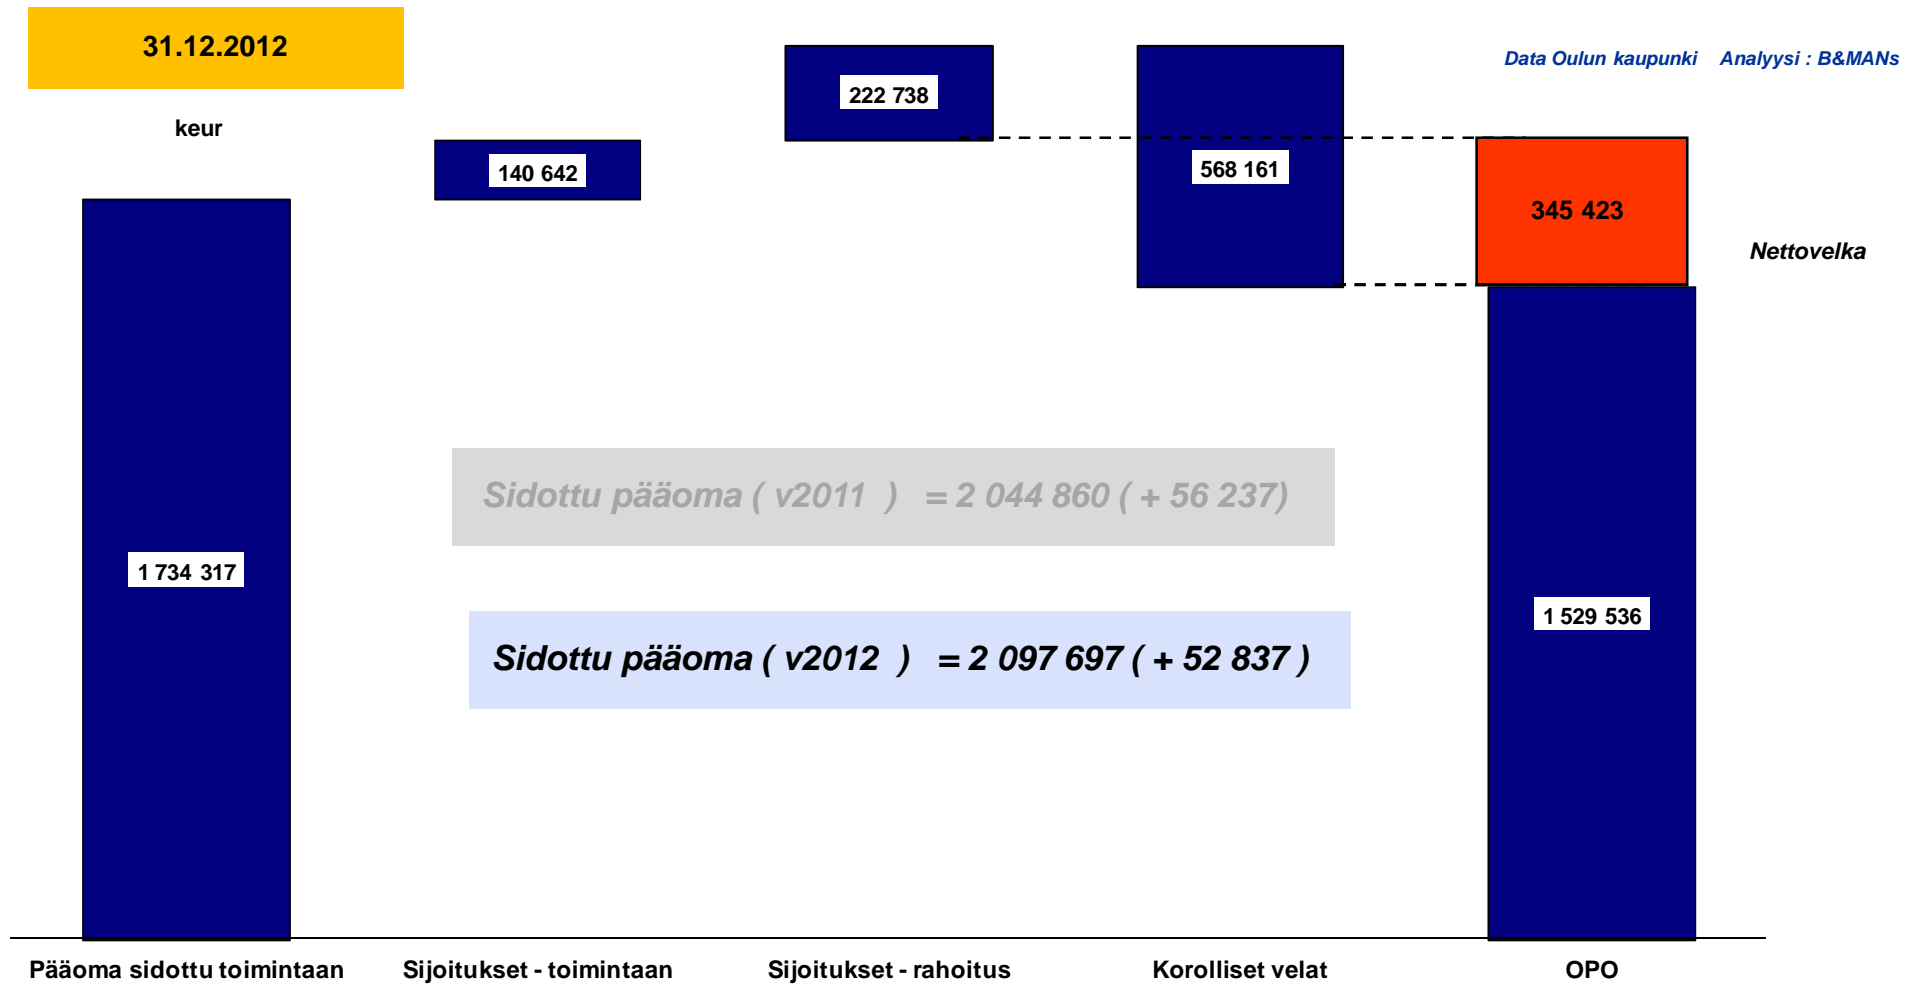 31.12.2012
Data Oulun kaupunki Analyysi : B&MANs
keur
222 738
140 642
568 161
345 423
Nettovelka
Sidottu pääoma ( v2011 ) = 2 044 860 ( + 56 237)
1 734 317
1 529 536
Sidottu pääoma ( v2012 ) = 2 097 697 ( + 52 837 )
Pääoma sidottu toimintaan
Sijoitukset - toimintaan
Sijoitukset - rahoitus
Korolliset velat
OPO